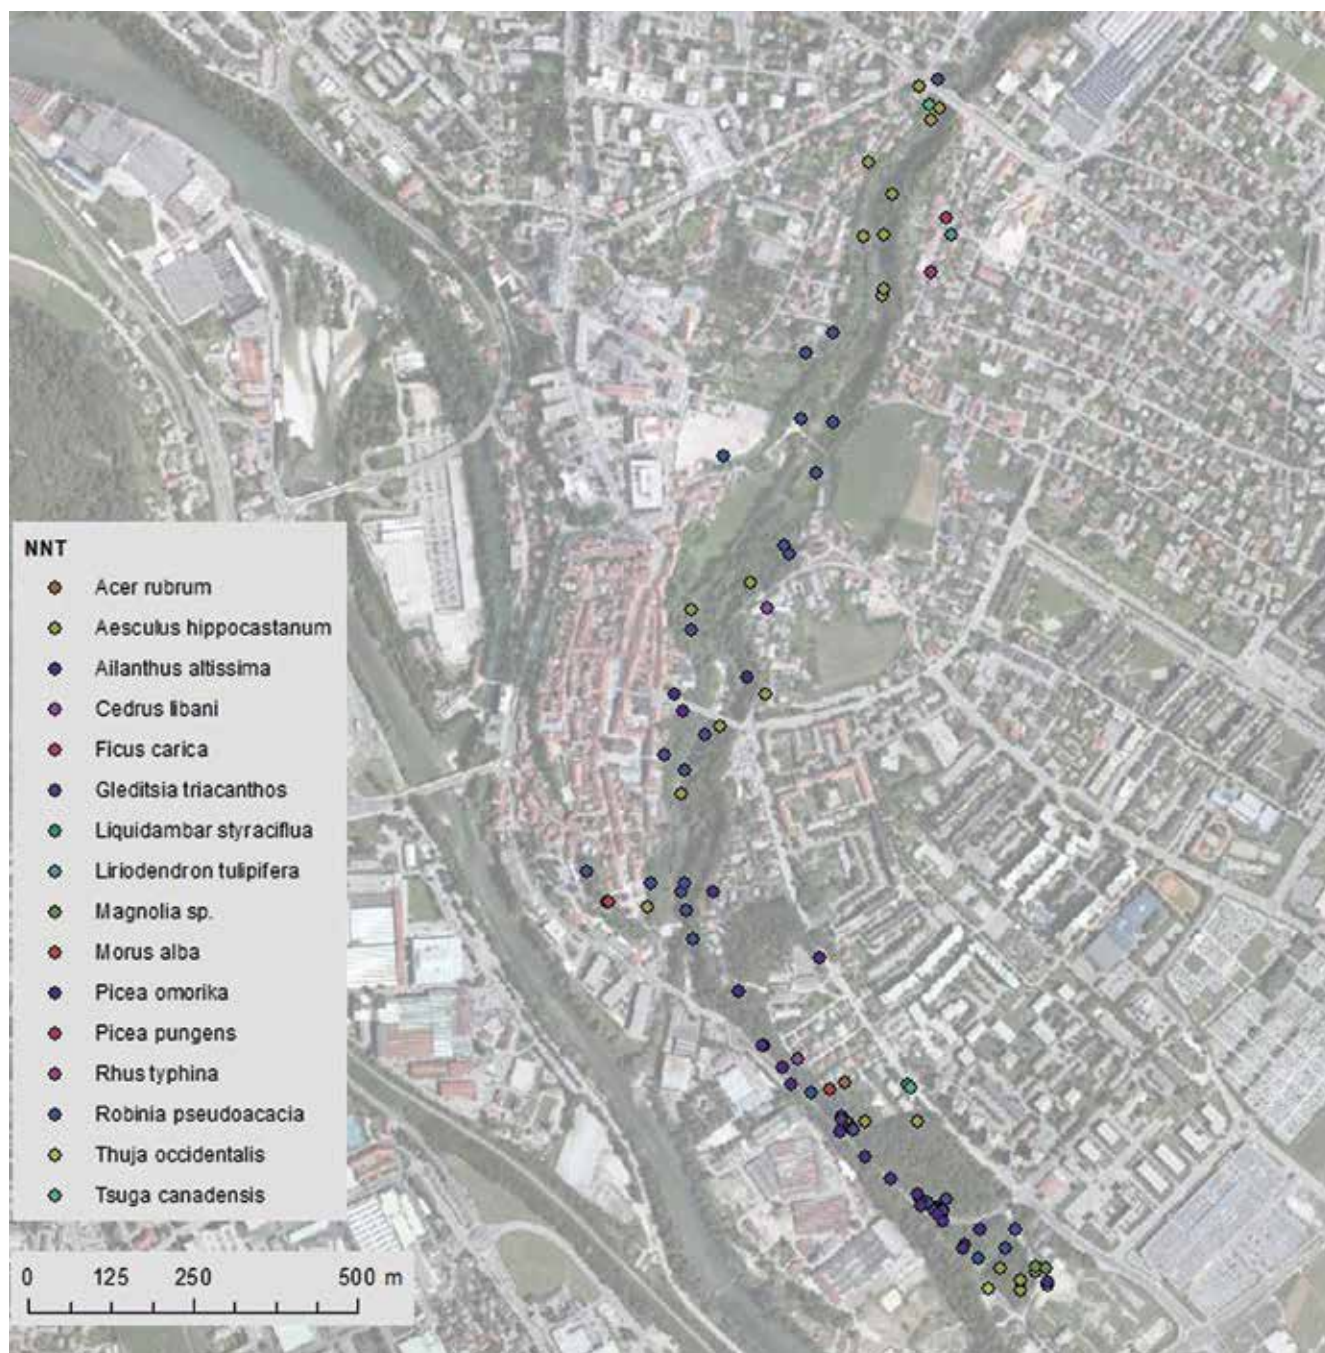 NNT
Acer rubrum
Aesculus hippocastanum
Ailanthus altissima
Cedrus libani
Ficus carica
Gleditsia triacanthos
Liquidambar styraciflua
Liriodendron tulipifera
Magnolia sp.
Morus alba
Picea omorika
Picea pungens
Rhus typhina
Robinia pseudoacacia
Thuja occidentalis
Tsuga canadensis
0 125 250 500 m